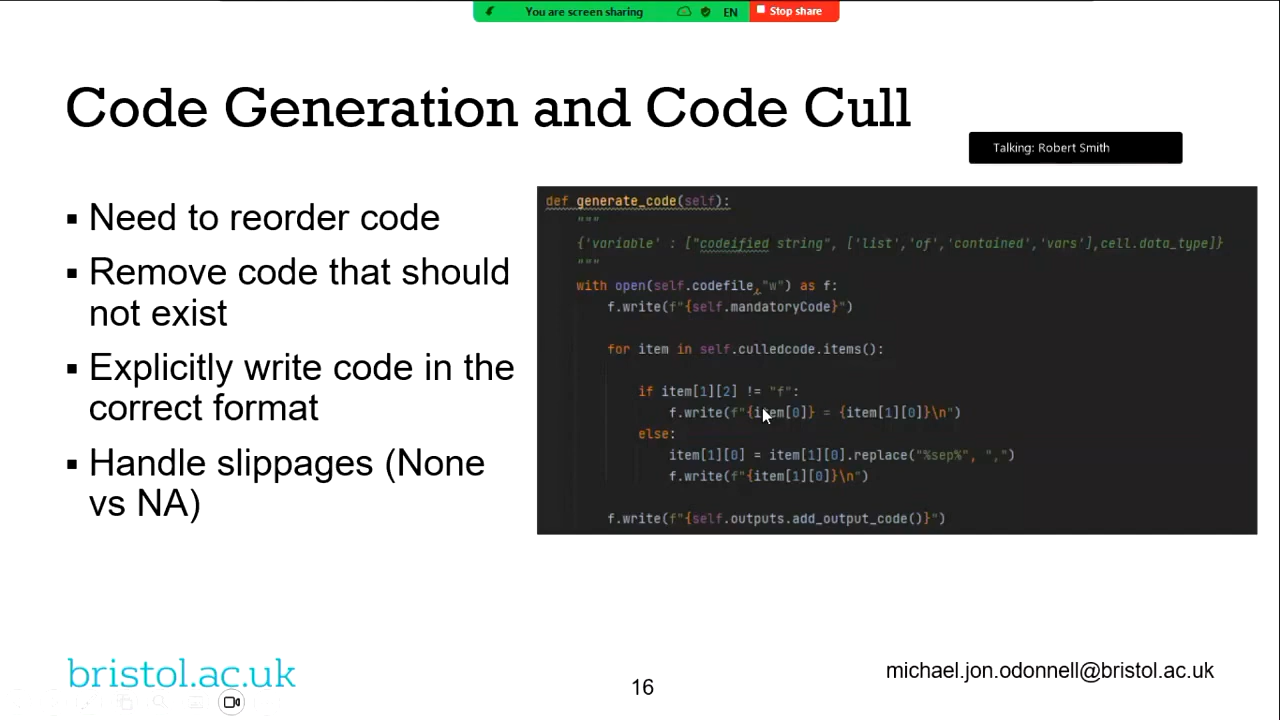 You are screen sharing EN Stop share
Code Generation and Code Cull
Talking: Robert Smith
▪ Need to reorder code
▪ Remove code that should
not exist
▪ Explicitly write code in the
correct format
▪ Handle slippages (None
vs NA)
def generate_code(self):
"""
{'variable' : ["codeified string", ['list','of','contained','vars'],cell.data_type]}
"""
with open(self.codefile,"w") as f:
f.write(f"{self.mandatoryCode}")
for item in self.culledcode.items():
if item[1][2] != "f":
f.write(f"{item[0]} = {item[1][0]}\n")
else:
item[1][0] = item[1][0].replace("%sep%", ",")
f.write(f"{item[1][0]}\n")
f.write(f"{self.outputs.add_output_code()}")
bristol.ac.uk
16
michael.jon.odonnell@bristol.ac.uk